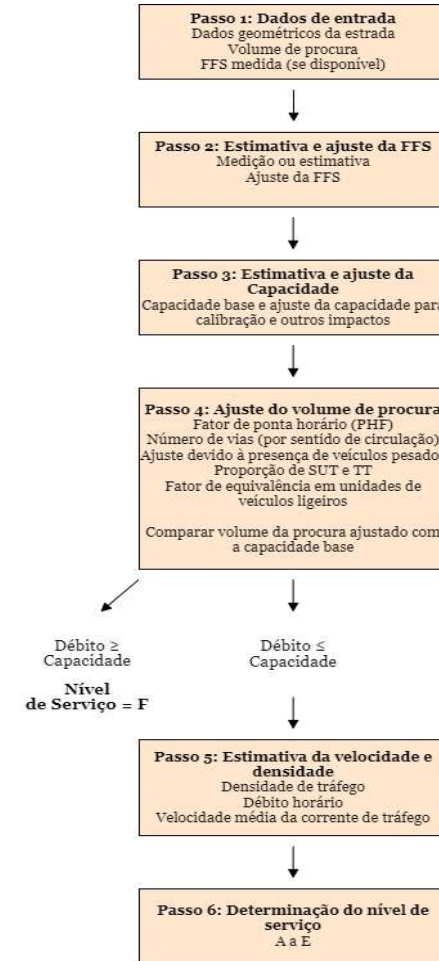 Passo 1: Dados de entrada
Dados geométricos da estrada
Volume de procura
FFS medida (se disponível)
Passo 2: Estimativa e ajuste da FFS
Medição ou estimativa
Ajuste da FFS
Passo 3: Estimativa e ajuste da
Capacidade
Capacidade base e ajuste da capacidade para
calibração e outros impactos
Passo 4: Ajuste do volume de procura
Fator de ponta horário (PHF)
Número de vias (por sentido de circulação)
Ajuste devido à presença de veículos pesado
Proporção de SUT e TT
Fator de equivalência em unidades de
veículos ligeiros
Comparar volume da procura ajustado com
a capacidade base
Débito ≥
Capacidade
Nível
de Serviço = F
Débito ≤
Capacidade
Passo 5: Estimativa da velocidade e
densidade
Densidade de tráfego
Débito horário
Velocidade média da corrente de tráfego
Passo 6: Determinação do nível de
serviço
A a E